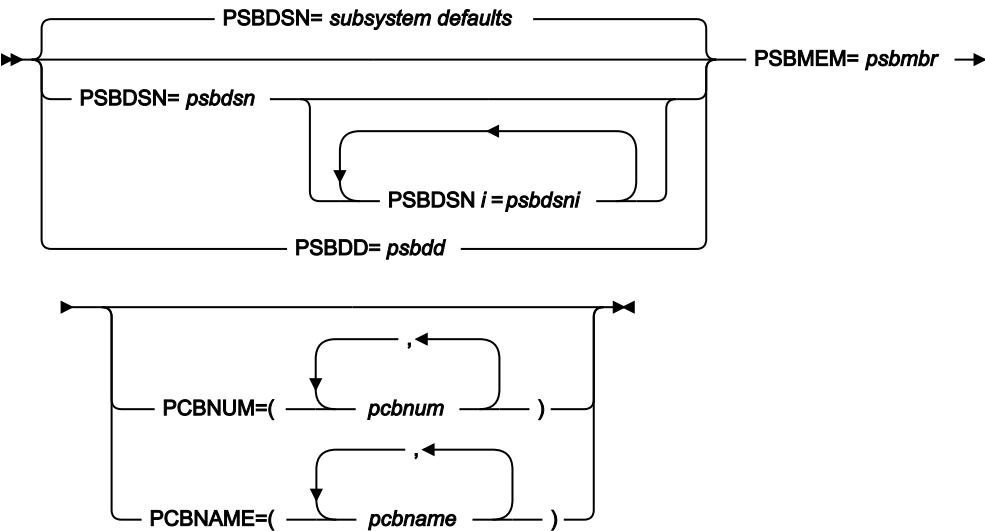 PSBDSN= subsystem defaults
PSBMEM= psbmbr
PSBDSN= psbdsn
PSBDSN i =psbdsni
PSBDD= psbdd
,
PCBNUM=( pcbnum )
,
PCBNAME=( pcbname )